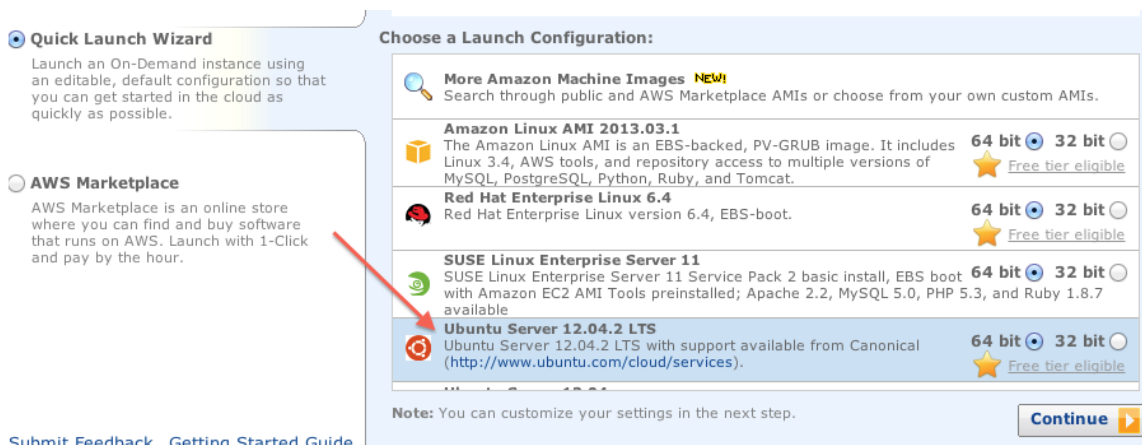 Quick Launch Wizard
Launch an On-Demand instance using
an editable, default configuration so that
you can get started in the cloud as
quickly as possible.
AWS Marketplace
AWS Marketplace is an online store
where you can find and buy software
that runs on AWS. Launch with 1-Click
and pay by the hour.
Submit Feedback Getting Started Guide
Choose a Launch Configuration:
More Amazon Machine Images NEW!
Search through public and AWS Marketplace AMIs or choose from your own custom AMIs.
Amazon Linux AMI 2013.03.1
The Amazon Linux AMI is an EBS-backed, PV-GRUB image. It includes
Linux 3.4, AWS tools, and repository access to multiple versions of
MySQL, PostgreSQL, Python, Ruby, and Tomcat.
64 bit 32 bit
Free tier eligible
Red Hat Enterprise Linux 6.4
Red Hat Enterprise Linux version 6.4, EBS-boot.
64 bit 32 bit
Free tier eligible
SUSE Linux Enterprise Server 11
SUSE Linux Enterprise Server 11 Service Pack 2 basic install, EBS boot
with Amazon EC2 AMI Tools preinstalled; Apache 2.2, MySQL 5.0, PHP 5.3, and Ruby 1.8.7
available
64 bit 32 bit
Ubuntu Server 12.04.2 LTS
Ubuntu Server 12.04.2 LTS with support available from Canonical
(http://www.ubuntu.com/cloud/services).
64 bit 32 bit
Free tier eligible
Note: You can customize your settings in the next step.
Continue